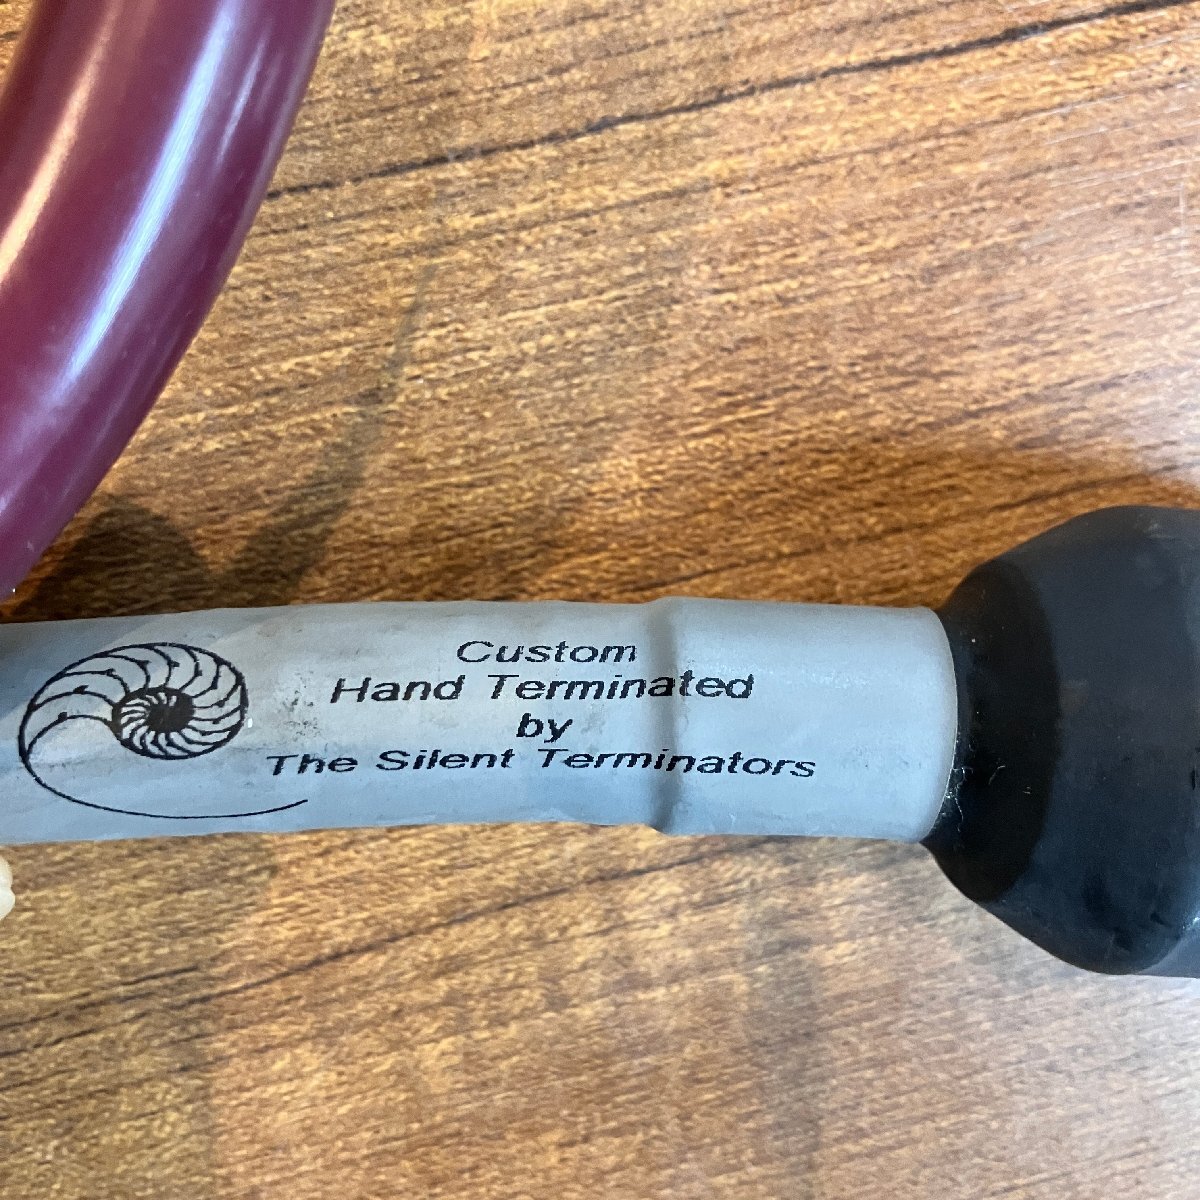 Custom
Hand Terminated
by
The Silent Terminators